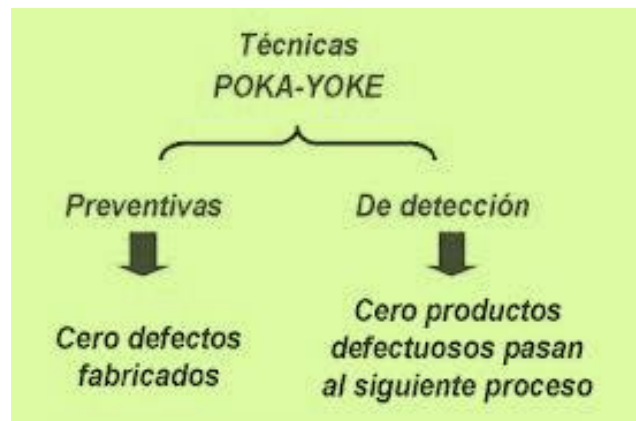 Técnicas
POKA-YOKE
Preventivas
De detección
Cero defectos
fabricados
Cero productos
defectuosos pasan
al siguiente proceso